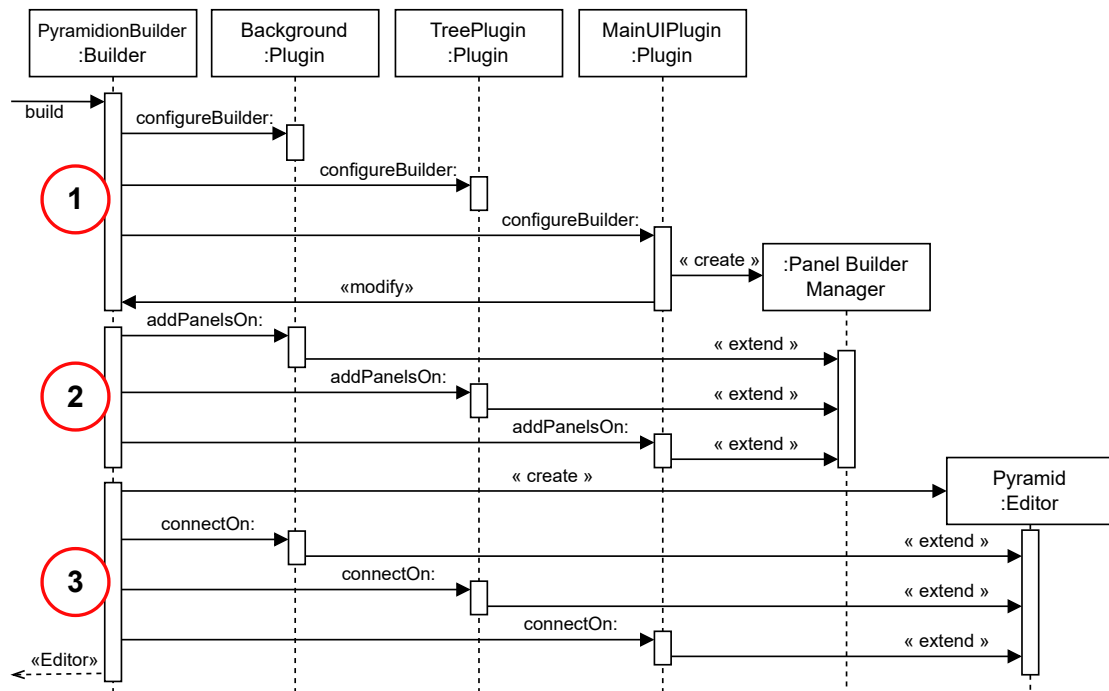 PyramidionBuilder
:Builder
Background
:Plugin
TreePlugin
:Plugin
MainUIPlugin
:Plugin
build
configureBuilder:
configureBuilder:
1
configureBuilder:
« create »
:Panel Builder
Manager
«modify»
addPanelsOn:
« extend »
addPanelsOn:
« extend »
2
addPanelsOn:
« extend »
« create »
Pyramid
:Editor
connectOn:
« extend »
connectOn:
3
« extend »
connectOn:
« extend »
«Editor»